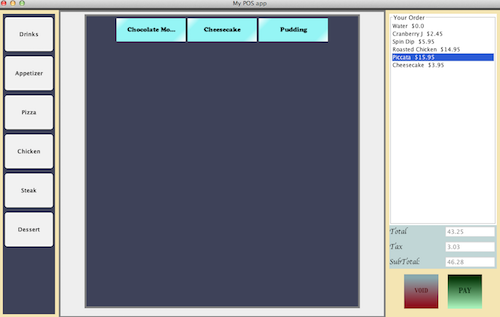 My POS app
Drinks
Appetizer
Pizza
Chicken
Steak
Dessert
Chocolate Mo...
Cheesecake
Pudding
Your Order
Water $0.0
Cranberry J $2.45
Spin Dip $5.95
Roasted Chicken $14.95
Piccata $15.95
Cheesecake $3.95
Total 43.25
Tax 3.03
SubTotal: 46.28
VOID
PAY